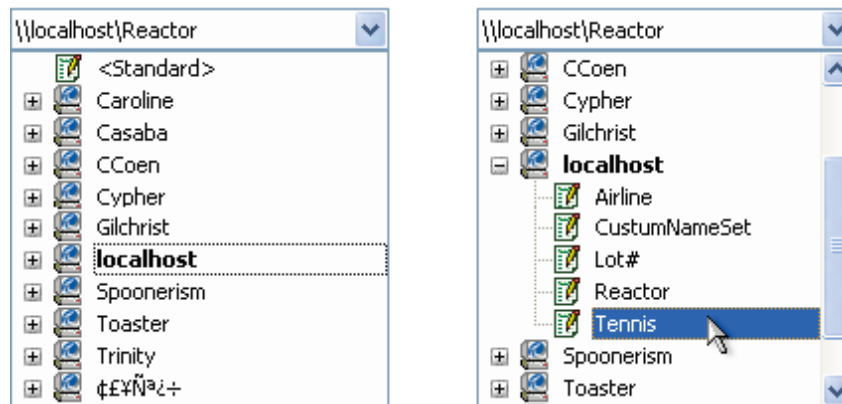 \\localhost\Reactor
<Standard>
Caroline
Casaba
CCoen
Cypher
Gilchrist
localhost
Spoonerism
Toaster
Trinity
¢£¥Ñª¿÷
\\localhost\Reactor
CCoen
Cypher
Gilchrist
localhost
Airline
CustumNameSet
Lot#
Reactor
Tennis
Spoonerism
Toaster